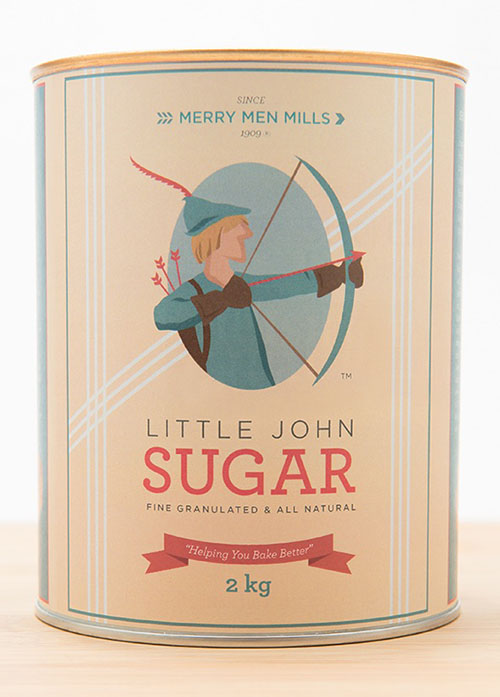 SINCE
MERRY MEN MILLS
1909
TM
LITTLE JOHN
SUGAR
FINE GRANULATED & ALL NATURAL
"Helping You Bake Better"
2 kg